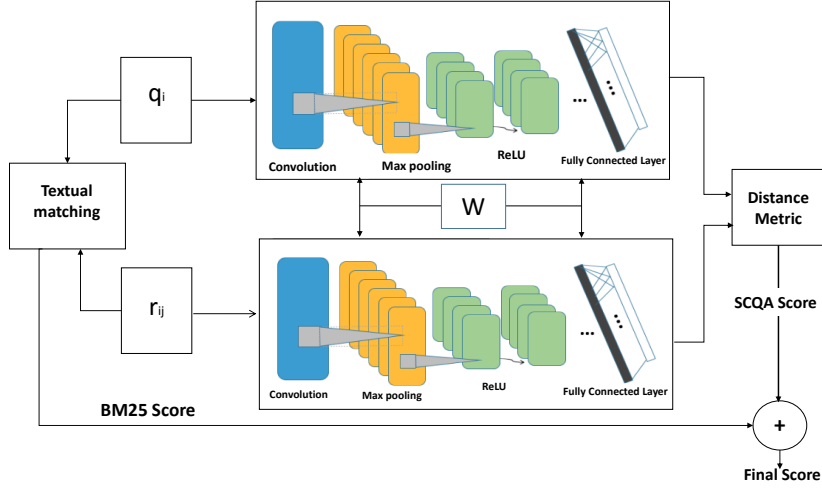 qi
Convolution
Max pooling
ReLU
...
Fully Connected Layer
Textual
matching
W
Distance
Metric
rij
Convolution
Max pooling
ReLU
...
Fully Connected Layer
SCQA Score
BM25 Score
+
Final Score